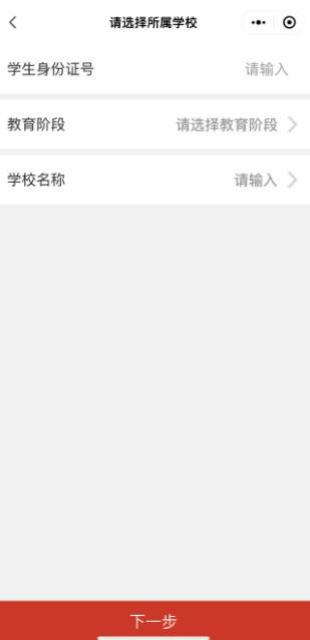 请选择所属学校
学生身份证号 请输入
教育阶段 请选择教育阶段
学校名称 请输入
下一步